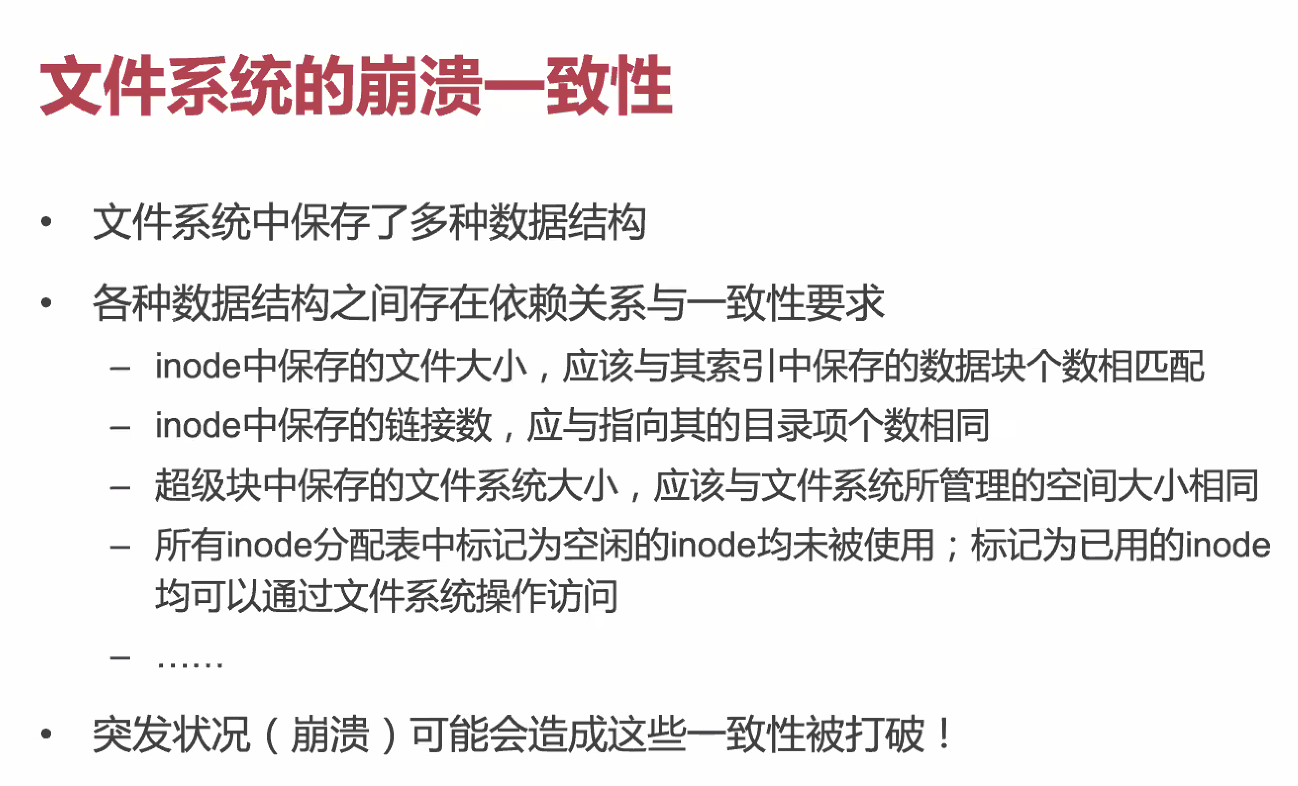 文件系统的崩溃一致性
• 文件系统中保存了多种数据结构
• 各种数据结构之间存在依赖关系与一致性要求
– inode中保存的文件大小，应该与其索引中保存的数据块个数相匹配
– inode中保存的链接数，应与指向其的目录项个数相同
– 超级块中保存的文件系统大小，应该与文件系统所管理的空间大小相同
– 所有inode分配表中标记为空闲的inode均未被使用；标记为已用的inode
均可以通过文件系统操作访问
– ……
• 突发状况（崩溃）可能会造成这些一致性被打破！